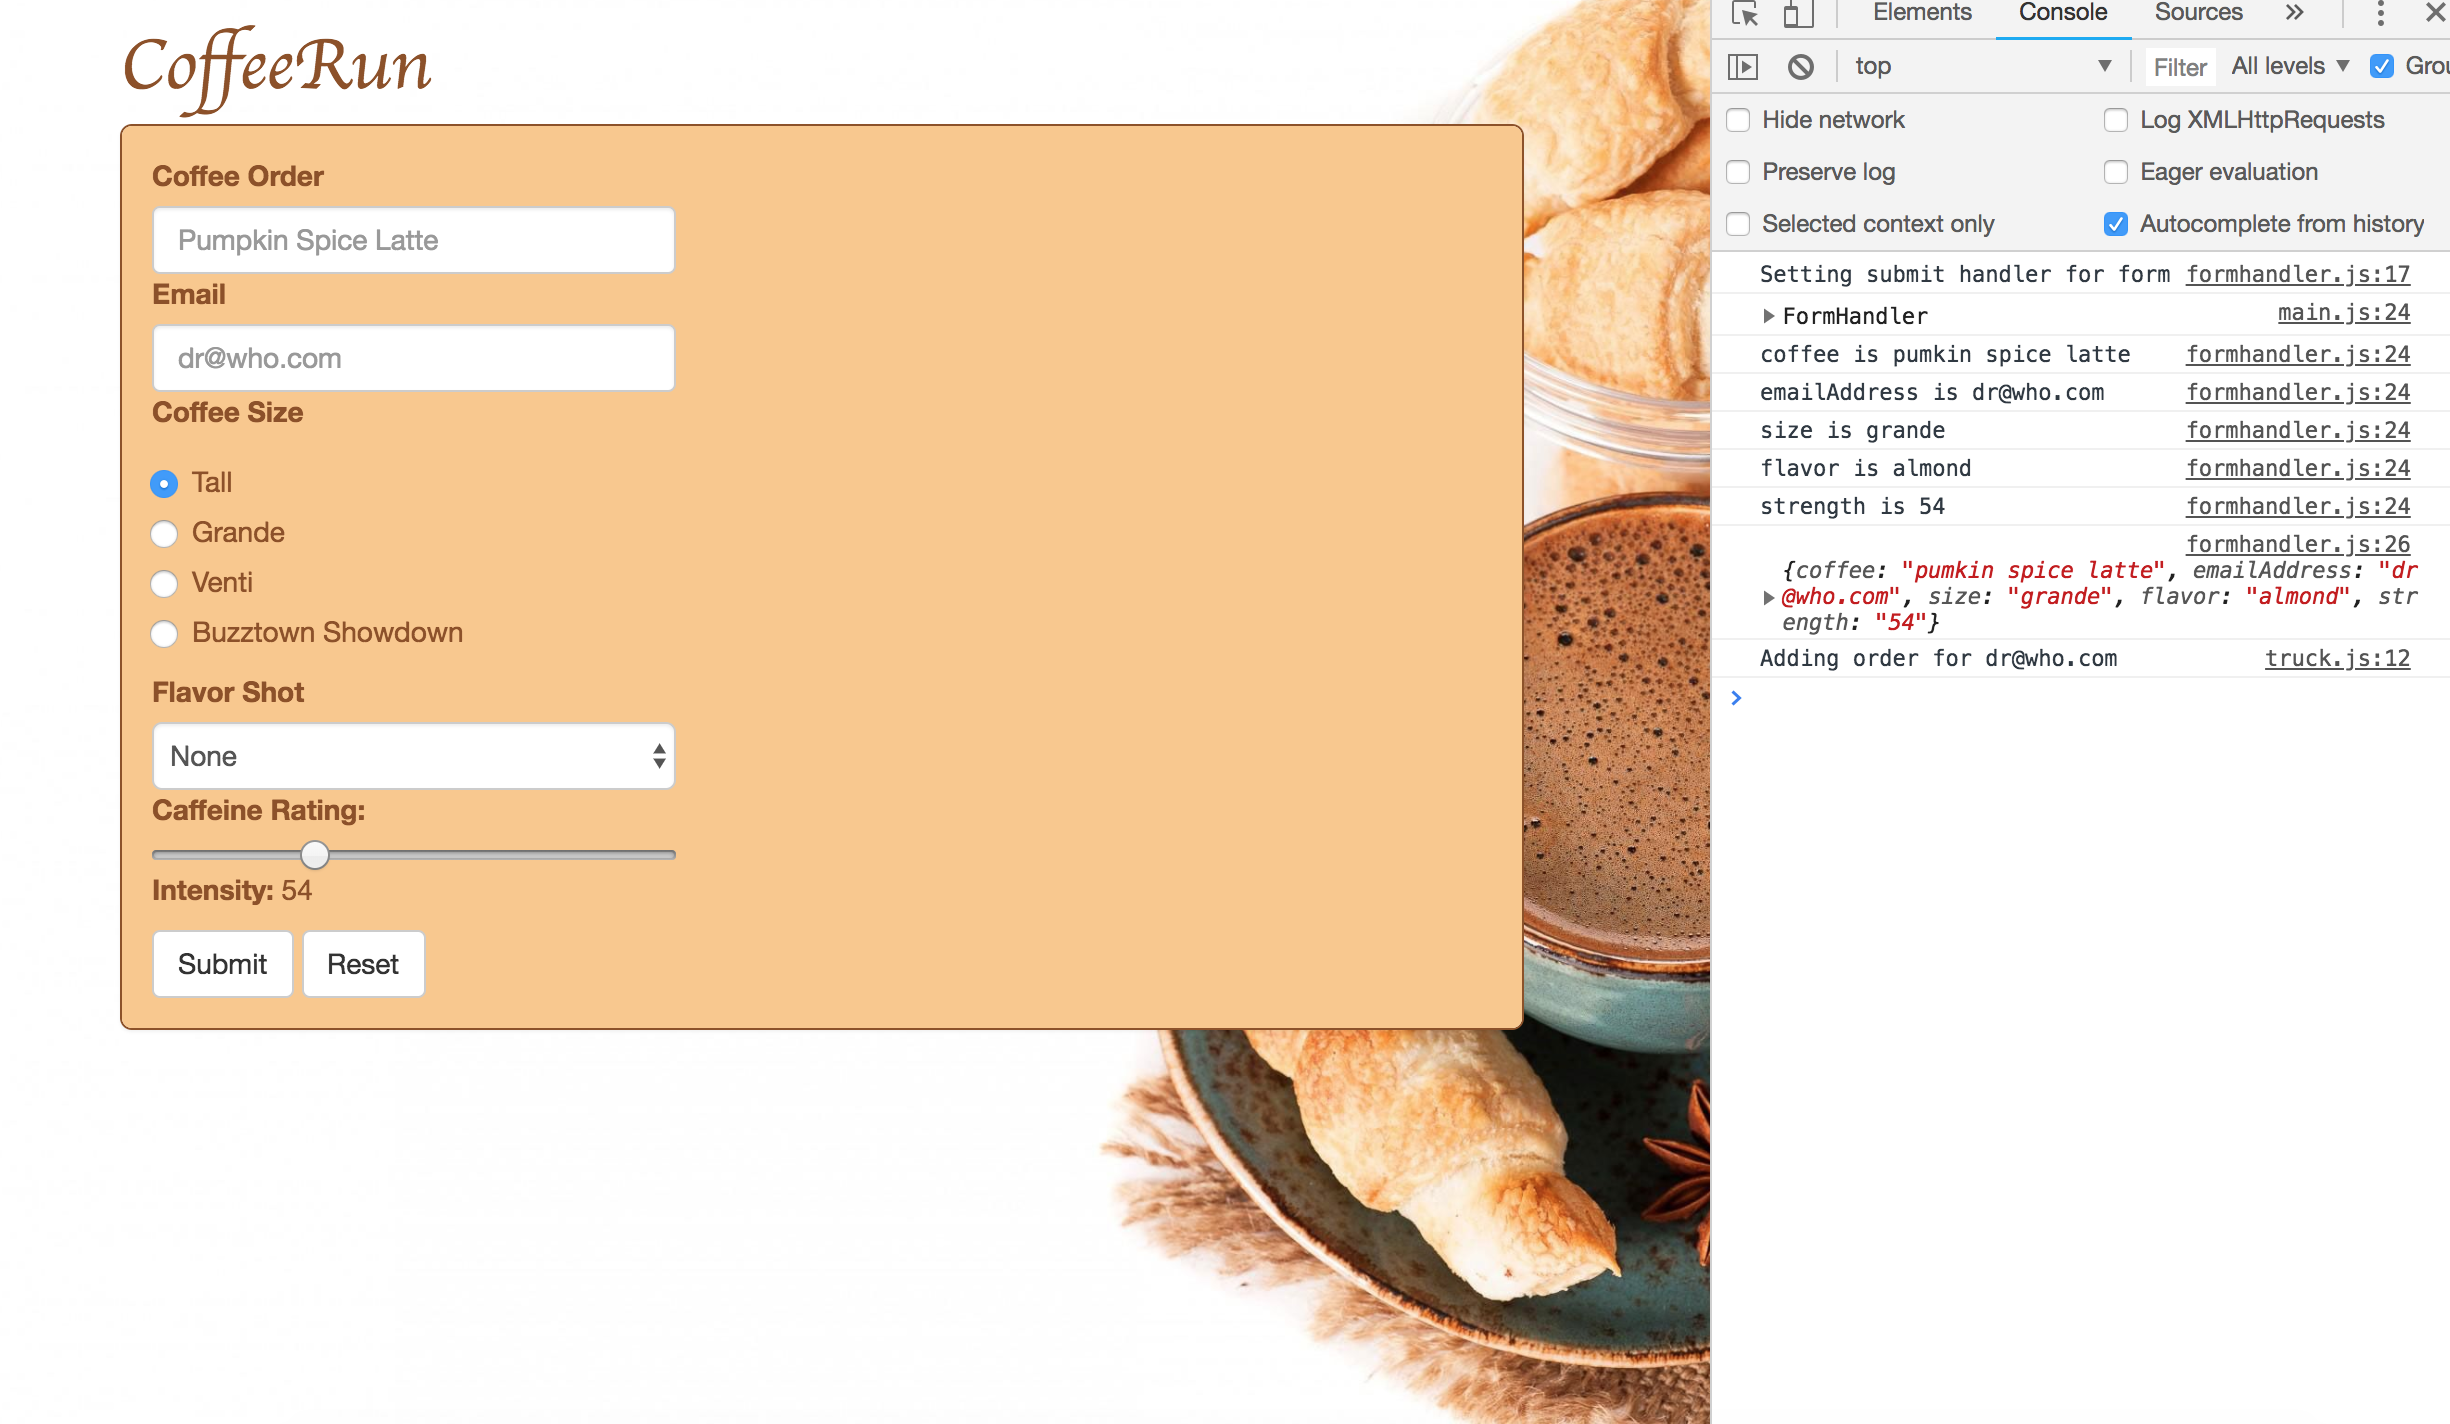 CoffeeRun
Coffee Order
Pumpkin Spice Latte
Email
dr@who.com
Coffee Size
Tall
Grande
Venti
Buzztown Showdown
Flavor Shot
None
Caffeine Rating:
Intensity: 54
Submit Reset
Elements Console Sources »
top Filter All levels Grou
Hide network Log XMLHttpRequests
Preserve log Eager evaluation
Selected context only Autocomplete from history
Setting submit handler for form formhandler.js:17
FormHandler main.js:24
coffee is pumkin spice latte formhandler.js:24
emailAddress is dr@who.com formhandler.js:24
size is grande formhandler.js:24
flavor is almond formhandler.js:24
strength is 54 formhandler.js:24
formhandler.js:26
{coffee: "pumkin spice latte", emailAddress: "dr
@who.com", size: "grande", flavor: "almond", str
ength: "54"}
Adding order for dr@who.com truck.js:12